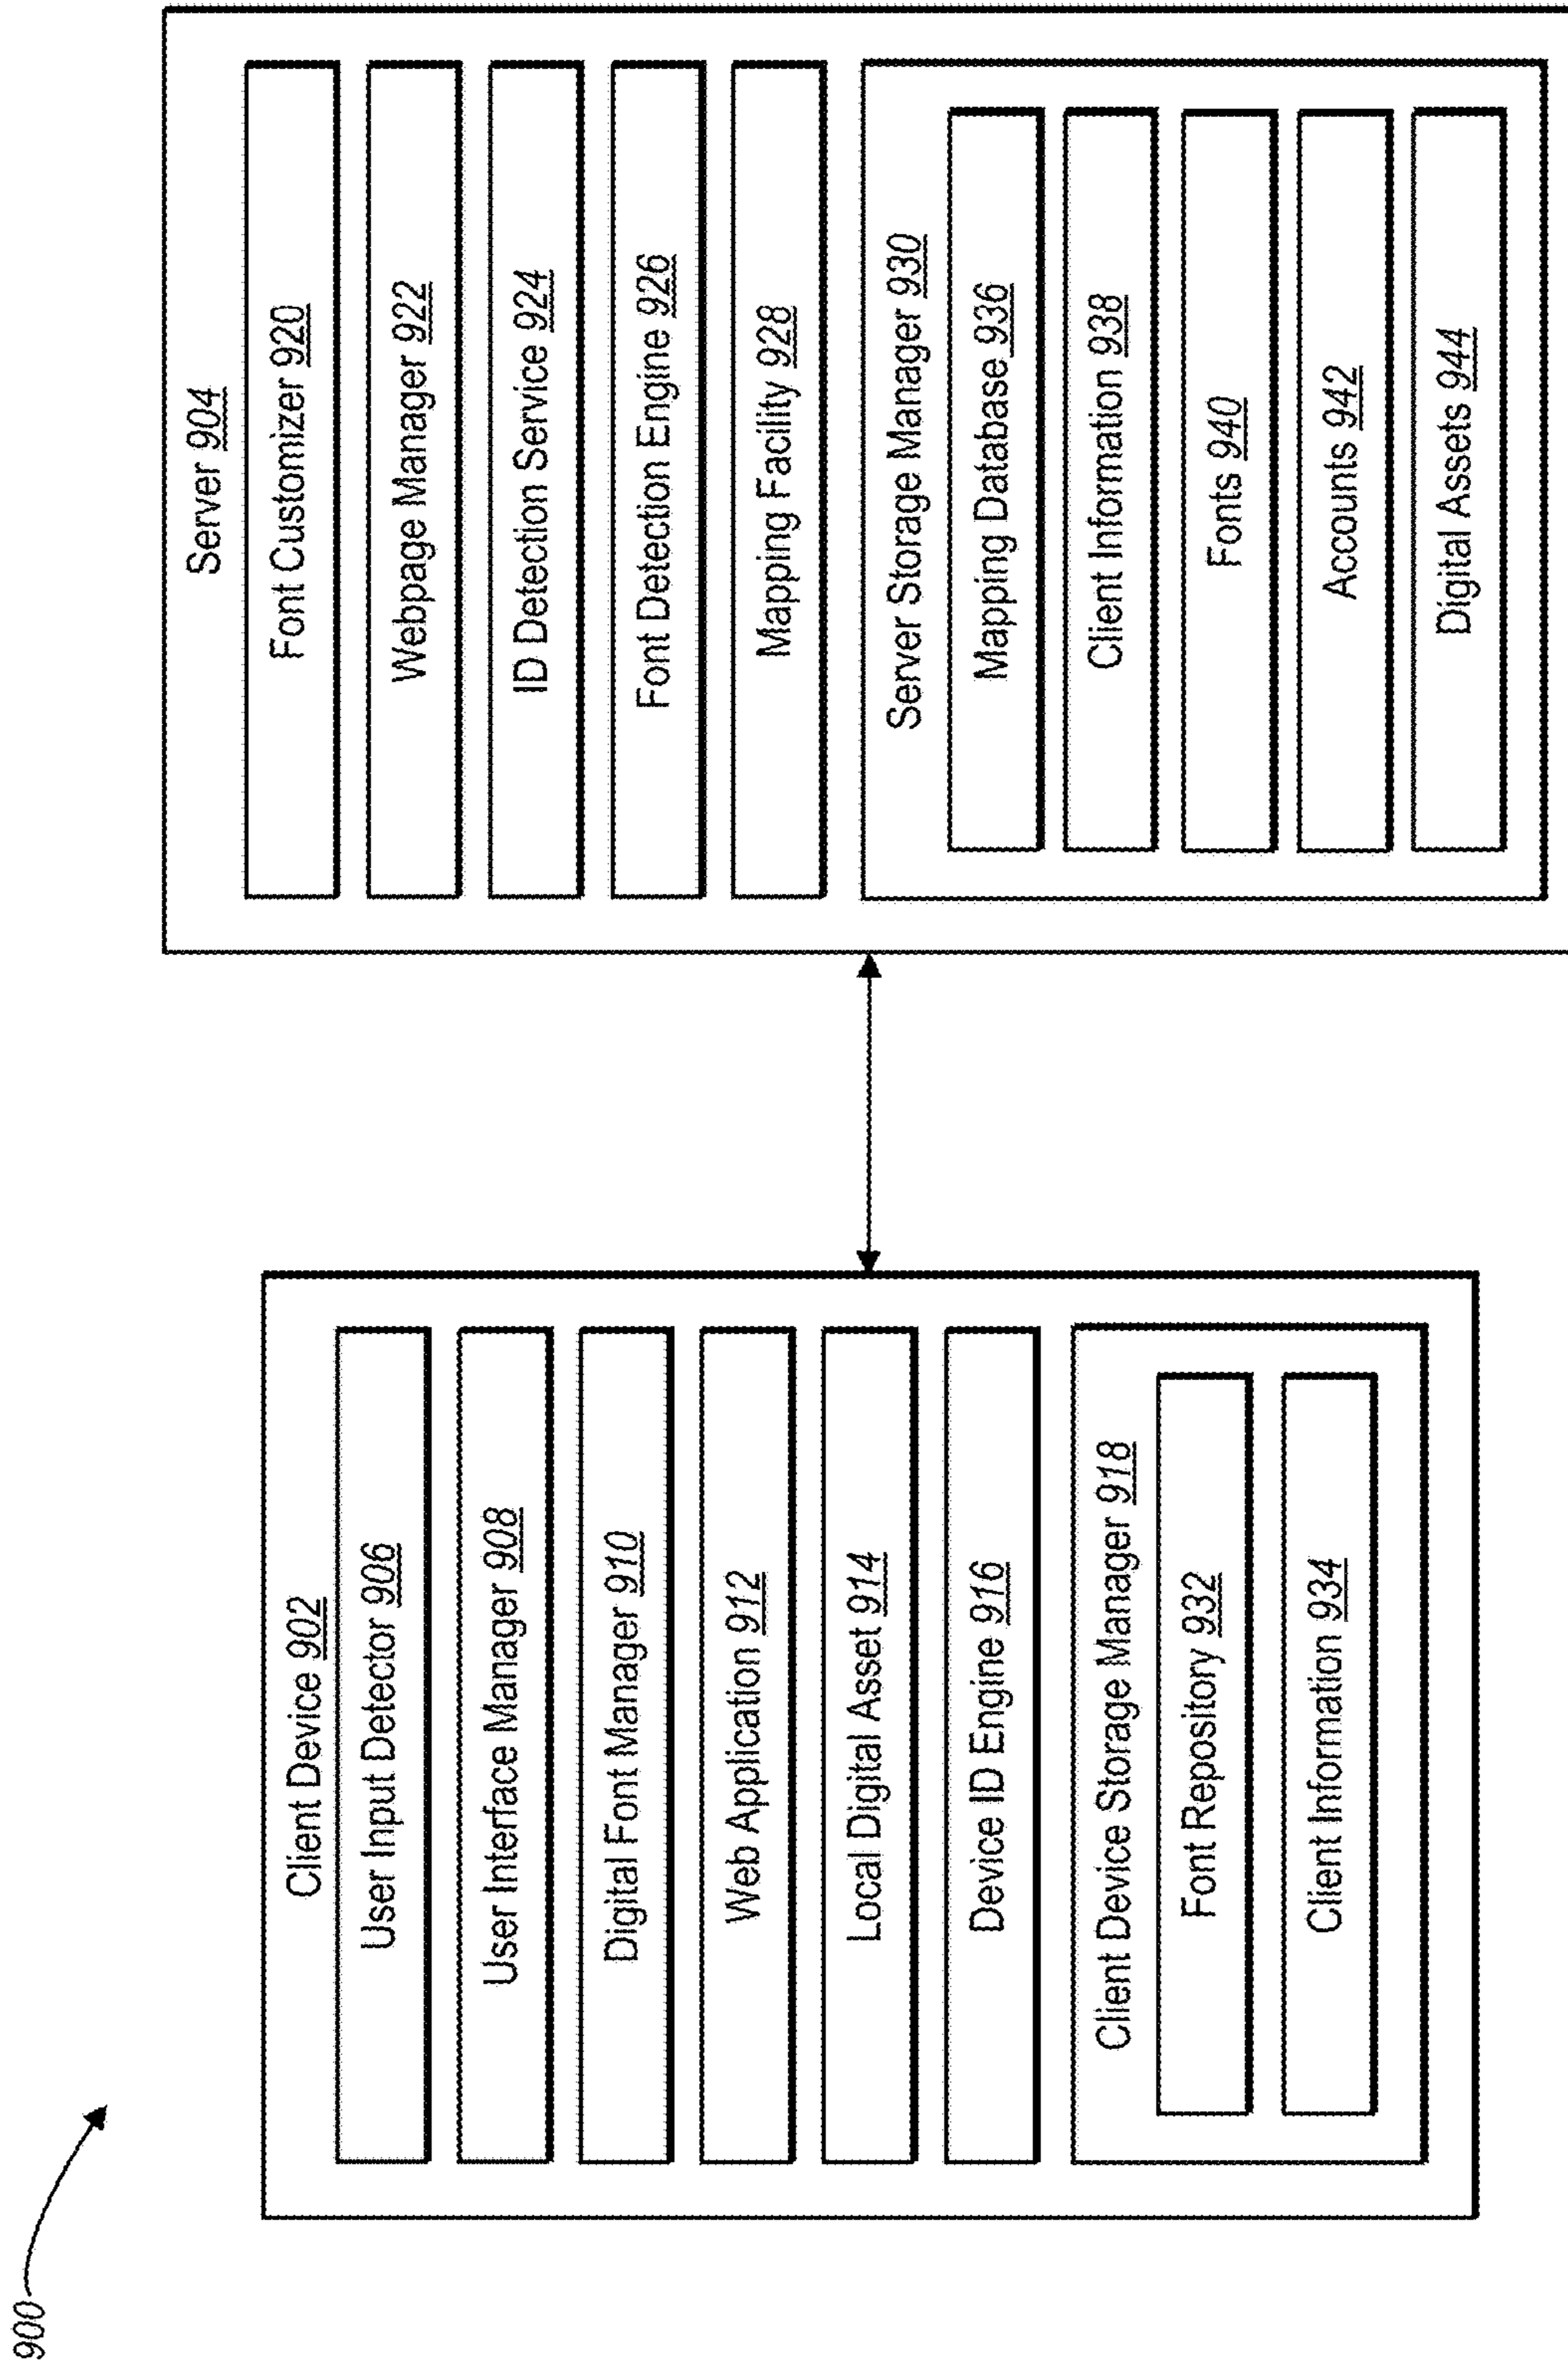 900
Client Device 902
User Input Detector 906
User Interface Manager 908
Digital Font Manager 910
Web Application 912
Local Digital Asset 914
Device ID Engine 916
Client Device Storage Manager 918
Font Repository 932
Client Information 934
Server 904
Font Customizer 920
Webpage Manager 922
ID Detection Service 924
Font Detection Engine 926
Mapping Facility 928
Server Storage Manager 930
Mapping Database 936
Client Information 938
Fonts 940
Accounts 942
Digital Assets 944